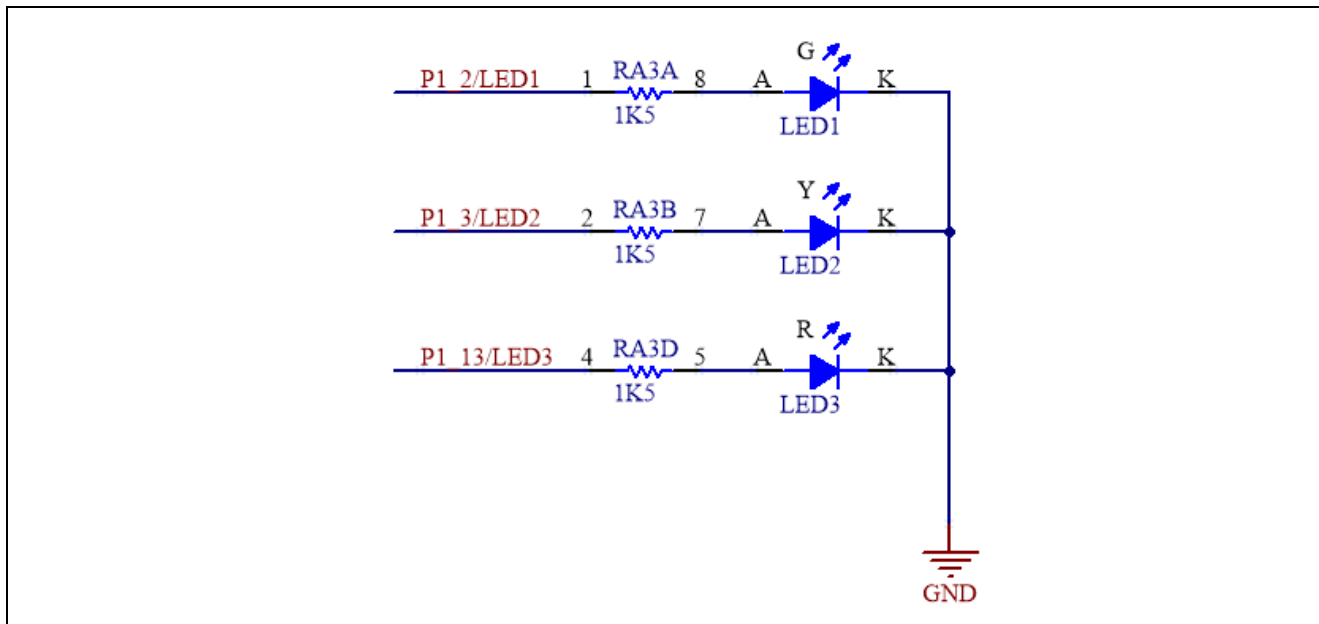 G
P1_2/LED1 1 RA3A 8 A K
1K5 LED1
Y
P1_3/LED2 2 RA3B 7 A K
1K5 LED2
R
P1_13/LED3 4 RA3D 5 A K
1K5 LED3
GND